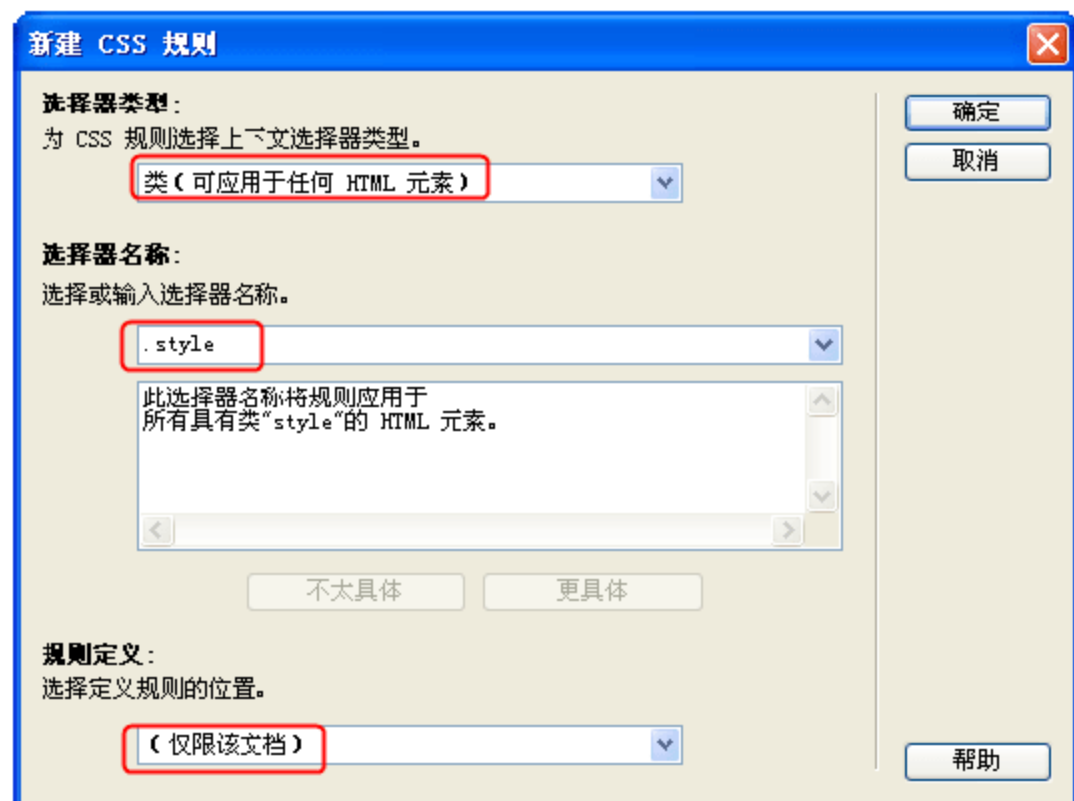 新建 CSS 规则
选择器类型:
确定
为 CSS 规则选择上下文选择器类型。
取消
类(可应用于任何 HTML 元素)
选择器名称:
选择或输入选择器名称。
.style
此选择器名称将规则应用于
所有具有类"style"的 HTML 元素。
不太具体
更具体
规则定义:
选择定义规则的位置。
(仅限该文档)
帮助